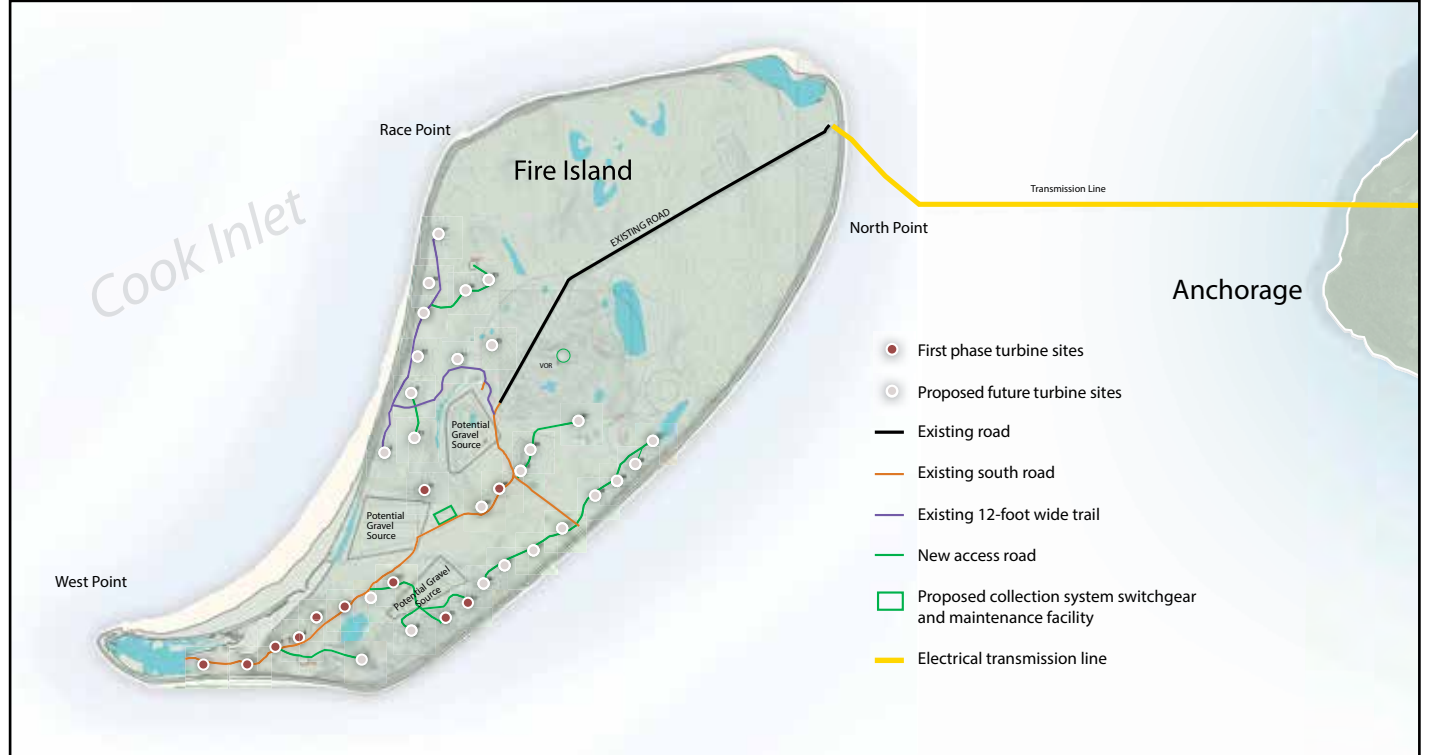 Race Point
Fire Island
Cook Inlet
EXISTING ROAD
Transmission Line
North Point
Anchorage
VOR
Potential
Gravel
Source
Potential
Gravel
Source
Potential Gravel
Source
West Point
First phase turbine sites
Proposed future turbine sites
Existing road
Existing south road
Existing 12-foot wide trail
New access road
Proposed collection system switchgear
and maintenance facility
Electrical transmission line